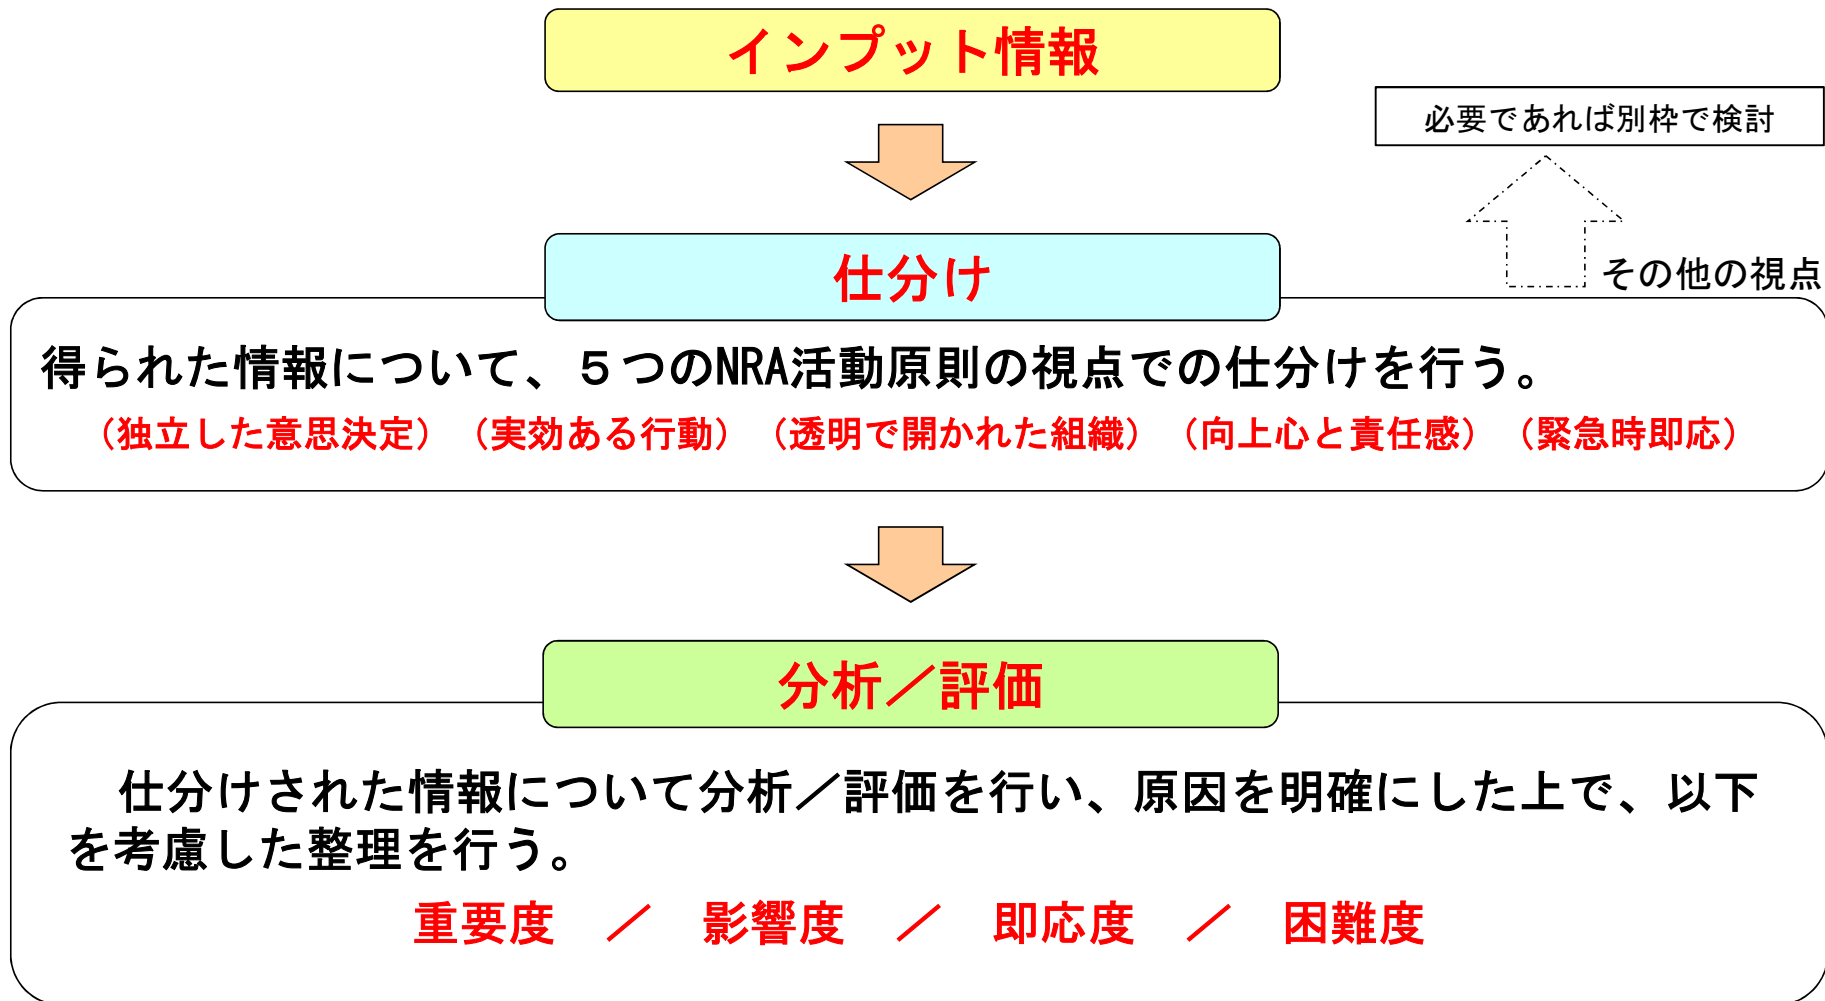 インプット情報
必要であれば別枠で検討
仕分け
その他の視点
得られた情報について、５つのNRA活動原則の視点での仕分けを行う。
（独立した意思決定）（実効ある行動）（透明で開かれた組織）（向上心と責任感）（緊急時即応）
分析／評価
仕分けされた情報について分析／評価を行い、原因を明確にした上で、以下
を考慮した整理を行う。
重要度　／　影響度　／　即応度　／　困難度